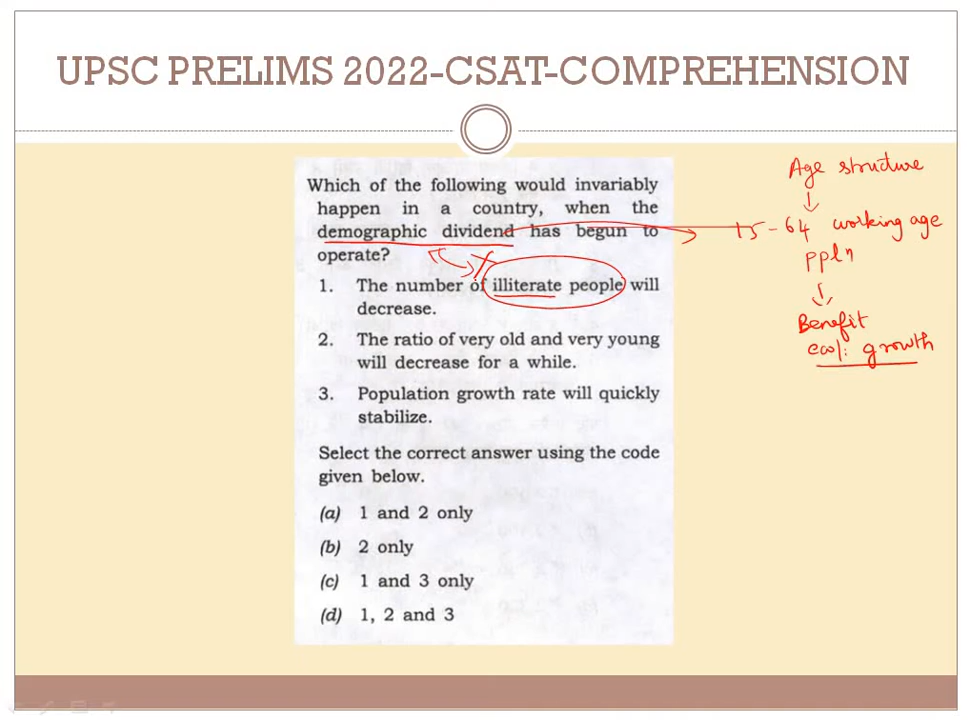 UPSC PRELIMS 2022-CSAT-COMPREHENSION
Which of the following would invariably
happen in a country, when the
demographic dividend has begun to
operate?
1. The number of illiterate people will
decrease.
2. The ratio of very old and very young
will decrease for a while.
3. Population growth rate will quickly
stabilize.
Select the correct answer using the code
given below.
(a) 1 and 2 only
(b) 2 only
(c) 1 and 3 only
(d) 1, 2 and 3
Age structure
15-64 working age
ppln
Benefit
growth